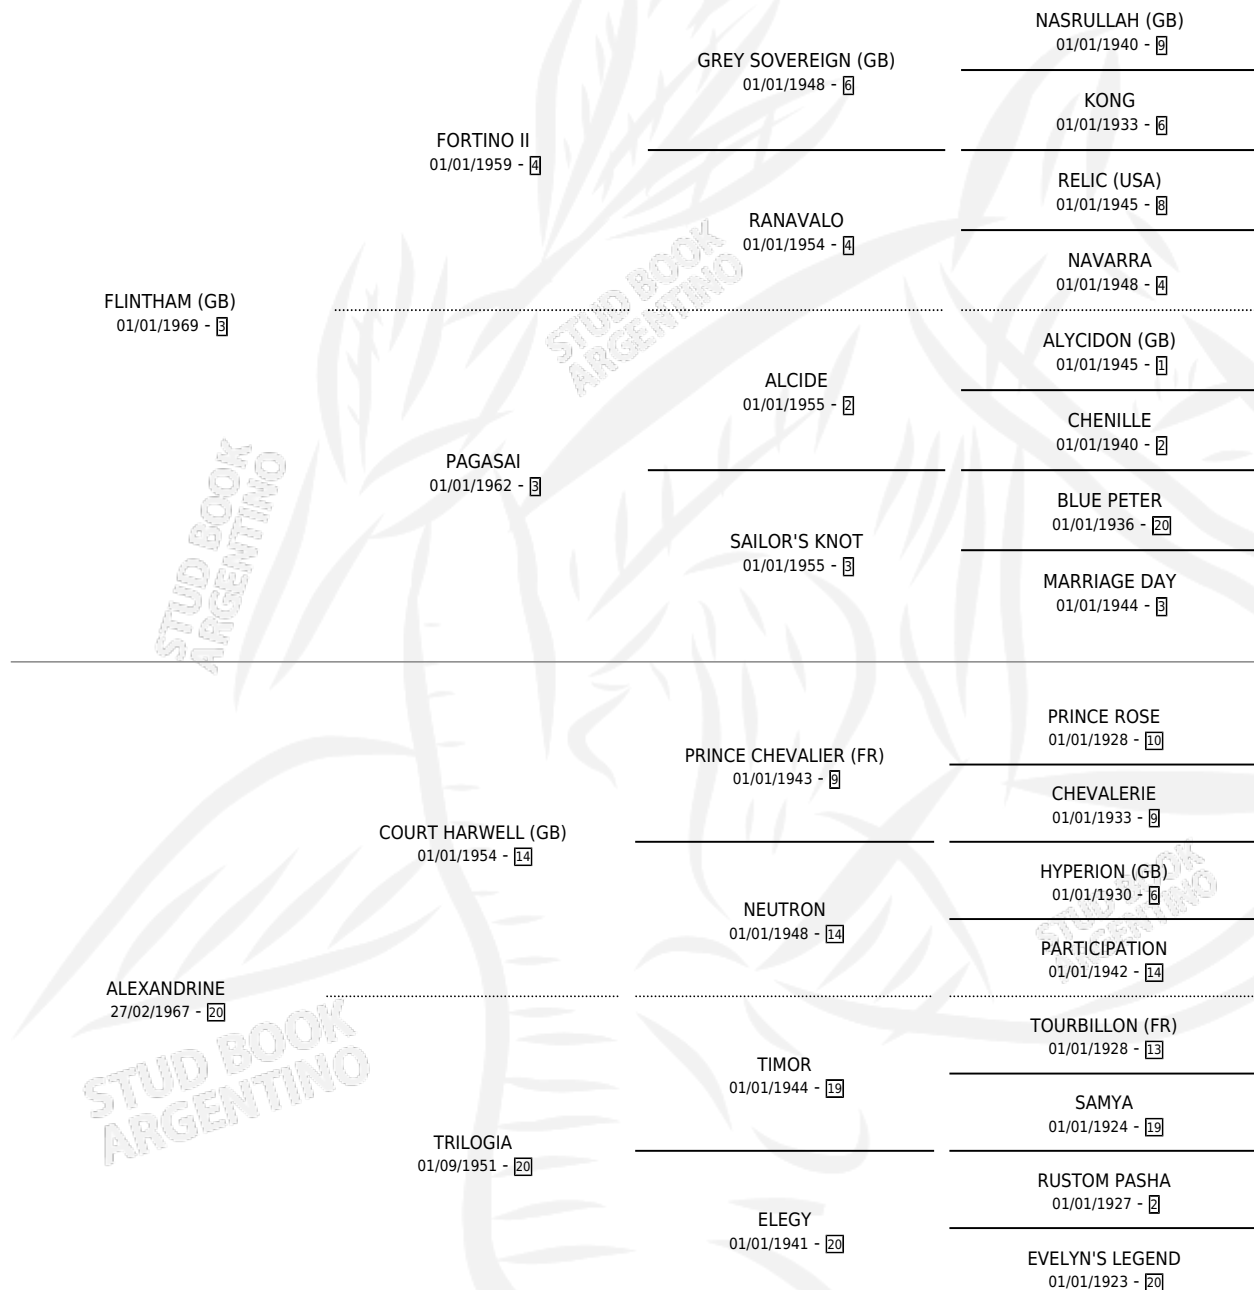 NASRULLAH (GB)
01/01/1940 - 9
GREY SOVEREIGN (GB)
01/01/1948 - 6
KONG
01/01/1933 - 6
FORTINO II
01/01/1959 - 4
RELIC (USA)
01/01/1945 - 8
RANAVALO
01/01/1954 - 4
NAVARRA
01/01/1948 - 4
FLINTHAM (GB)
01/01/1969 - 3
ALYCIDON (GB)
01/01/1945 - 1
ALCIDE
01/01/1955 - 2
CHENILLE
01/01/1940 - 2
PAGASAI
01/01/1962 - 3
BLUE PETER
01/01/1936 - 20
SAILOR'S KNOT
01/01/1955 - 3
MARRIAGE DAY
01/01/1944 - 3
PRINCE ROSE
01/01/1928 - 10
PRINCE CHEVALIER (FR)
01/01/1943 - 9
CHEVALERIE
01/01/1933 - 9
COURT HARWELL (GB)
01/01/1954 - 14
HYPERION (GB)
01/01/1930 - 6
NEUTRON
01/01/1948 - 14
PARTICIPATION
01/01/1942 - 14
ALEXANDRINE
27/02/1967 - 20
TOURBILLON (FR)
01/01/1928 - 13
TIMOR
01/01/1944 - 19
SAMYA
01/01/1924 - 19
TRILOGIA
01/09/1951 - 20
RUSTOM PASHA
01/01/1927 - 2
ELEGY
01/01/1941 - 20
EVELYN'S LEGEND
01/01/1923 - 20
STUD BOOK
ARGENTINO
STUD BOOK
ARGENTINO
STUD BOOK
ARGENTINO
STUD BOOK
ARGENTINO